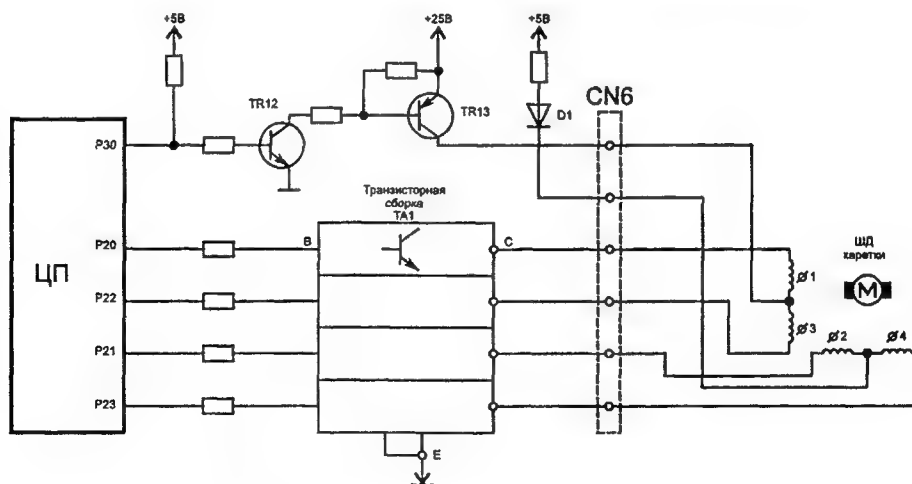 +5В
+25В
+5В
CN6
TR12
TR13
D1
P30
Транзисторная
сборка
TA1
P20
B
C
ЩД
каретки
ЦП
Ø1
M
P22
Ø3
P21
Ø2
Ø4
P23
E